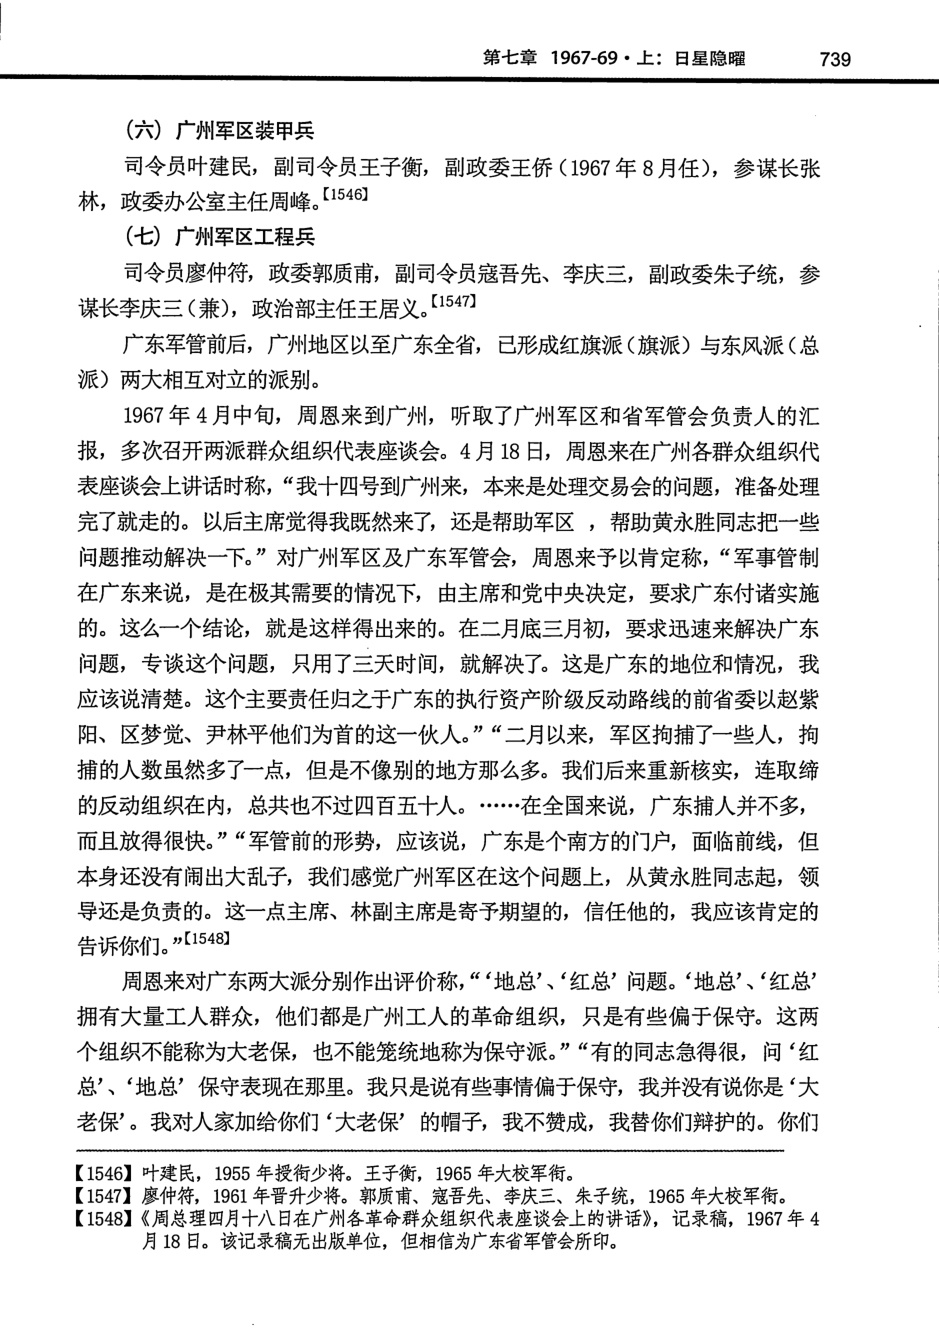 第七章 1967-69·上：日星隐曜 739
（六）广州军区装甲兵
司令员叶建民，副司令员王子衡，副政委王侨（1967年8月任），参谋长张
林，政委办公室主任周峰。【1546】
（七）广州军区工程兵
司令员廖仲符，政委郭质甫，副司令员寇吾先、李庆三，副政委朱子统，参
谋长李庆三（兼），政治部主任王居义。【1547】
广东军管前后，广州地区以至广东全省，已形成红旗派（旗派）与东风派（总
派）两大相互对立的派别。
1967年4月中旬，周恩来到广州，听取了广州军区和省军管会负责人的汇
报，多次召开两派群众组织代表座谈会。4月18日，周恩来在广州各群众组织代
表座谈会上讲话时称，“我十四号到广州来，本来是处理交易会的问题，准备处理
完了就走的。以后主席觉得我既然来了，还是帮助军区 ，帮助黄永胜同志把一些
问题推动解决一下。”对广州军区及广东军管会，周恩来予以肯定称，“军事管制
在广东来说，是在极其需要的情况下，由主席和党中央决定，要求广东付诸实施
的。这么一个结论，就是这样得出来的。在二月底三月初，要求迅速来解决广东
问题，专谈这个问题，只用了三天时间，就解决了。这是广东的地位和情况，我
应该说清楚。这个主要责任归之于广东的执行资产阶级反动路线的前省委以赵紫
阳、区梦觉、尹林平他们为首的这一伙人。”“二月以来，军区拘捕了一些人，拘
捕的人数虽然多了一点，但是不像别的地方那么多。我们后来重新核实，连取缔
的反动组织在内，总共也不过四百五十人。……在全国来说，广东捕人并不多，
而且放得很快。”“军管前的形势，应该说，广东是个南方的门户，面临前线，但
本身还没有闹出大乱子，我们感觉广州军区在这个问题上，从黄永胜同志起，领
导还是负责的。这一点主席、林副主席是寄予期望的，信任他的，我应该肯定的
告诉你们。”【1548】
周恩来对广东两大派分别作出评价称，“‘地总’、‘红总’问题。‘地总’、‘红总’
拥有大量工人群众，他们都是广州工人的革命组织，只是有些偏于保守。这两
个组织不能称为大老保，也不能笼统地称为保守派。”“有的同志急得很，问‘红
总’、‘地总’保守表现在那里。我只是说有些事情偏于保守，我并没有说你是‘大
老保’。我对人家加给你们‘大老保’的帽子，我不赞成，我替你们辩护的。你们
【1546】叶建民，1955年授衔少将。王子衡，1965年大校军衔。
【1547】廖仲符，1961年晋升少将。郭质甫、寇吾先、李庆三、朱子统，1965年大校军衔。
【1548】《周总理四月十八日在广州各革命群众组织代表座谈会上的讲话》，记录稿，1967年4
月18日。该记录稿无出版单位，但相信为广东省军管会所印。